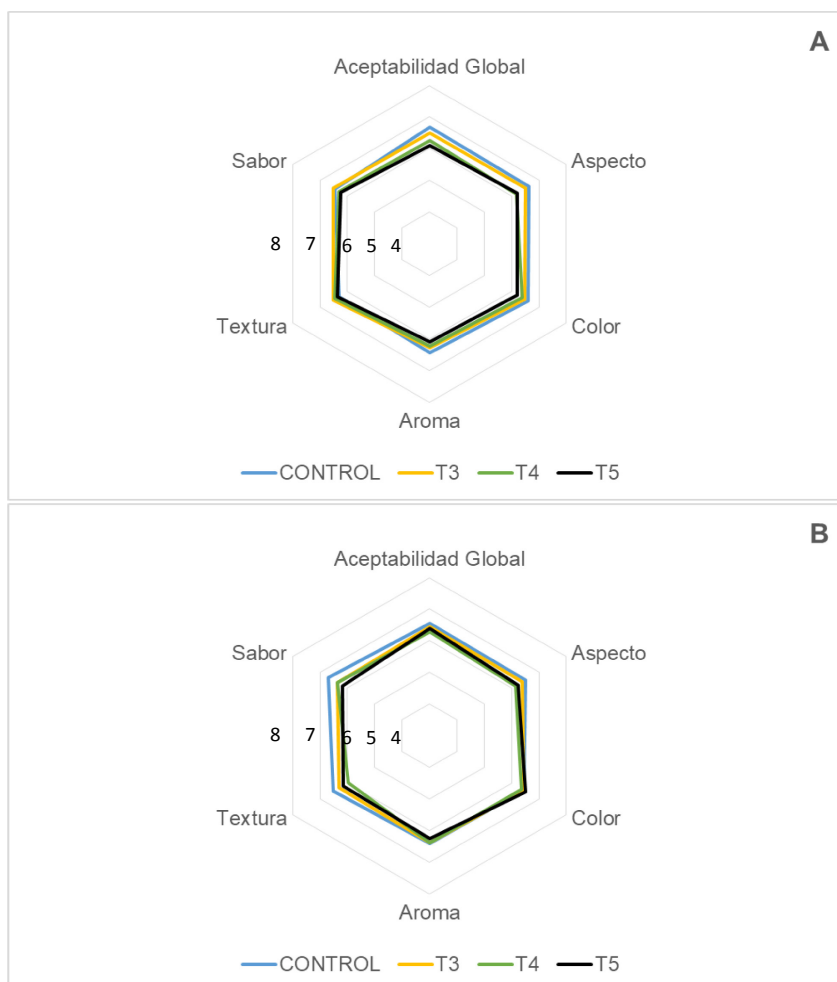 A
Aceptabilidad Global
Sabor
Aspecto
8 7 6 5 4
Textura
Color
Aroma
CONTROL T3 T4 T5
B
Aceptabilidad Global
Sabor
Aspecto
8 7 6 5 4
Textura
Color
Aroma
CONTROL T3 T4 T5